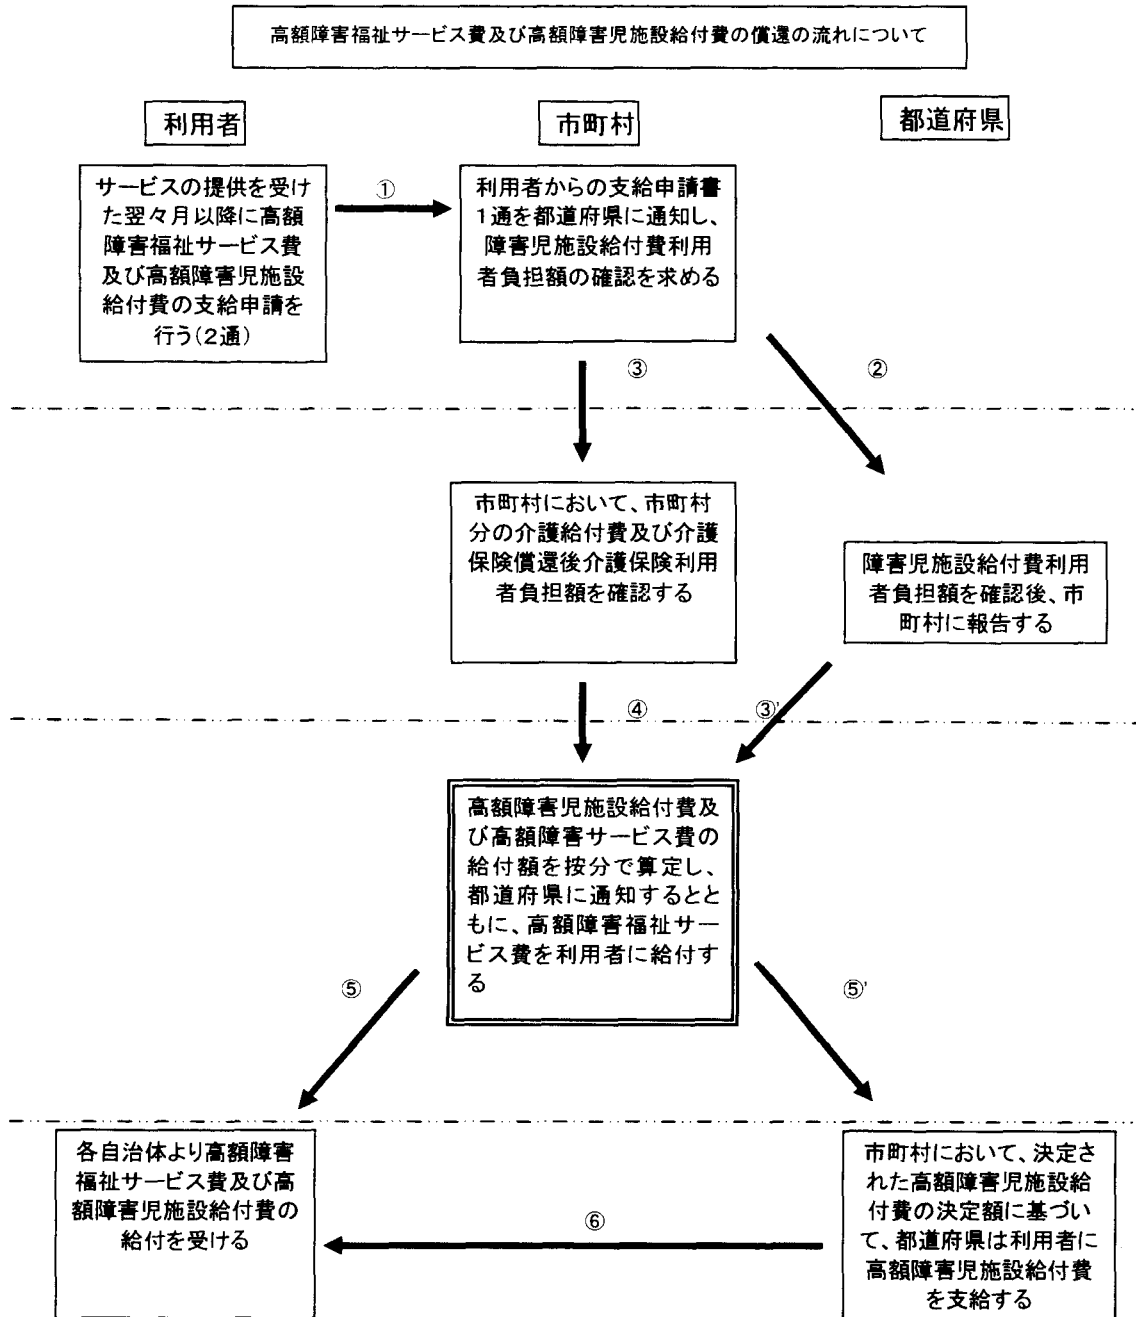 高額障害福祉サービス費及び高額障害児施設給付費の償還の流れについて
利用者
市町村
都道府県
サービスの提供を受け
た翌々月以降に高額
障害福祉サービス費
及び高額障害児施設
給付費の支給申請を
行う(2通)
①
利用者からの支給申請書
1通を都道府県に通知し、
障害児施設給付費利用
者負担額の確認を求める
③
②
市町村において、市町村
分の介護給付費及び介護
保険償還後介護保険利用
者負担額を確認する
障害児施設給付費利用
者負担額を確認後、市
町村に報告する
④
③'
高額障害児施設給付費及
び高額障害サービス費の
給付額を按分で算定し、
都道府県に通知するとと
もに、高額障害福祉サー
ビス費を利用者に給付す
る
⑤
⑤'
各自治体より高額障害
福祉サービス費及び高
額障害児施設給付費の
給付を受ける
⑥
市町村において、決定さ
れた高額障害児施設給
付費の決定額に基づい
て、都道府県は利用者に
高額障害児施設給付費
を支給する